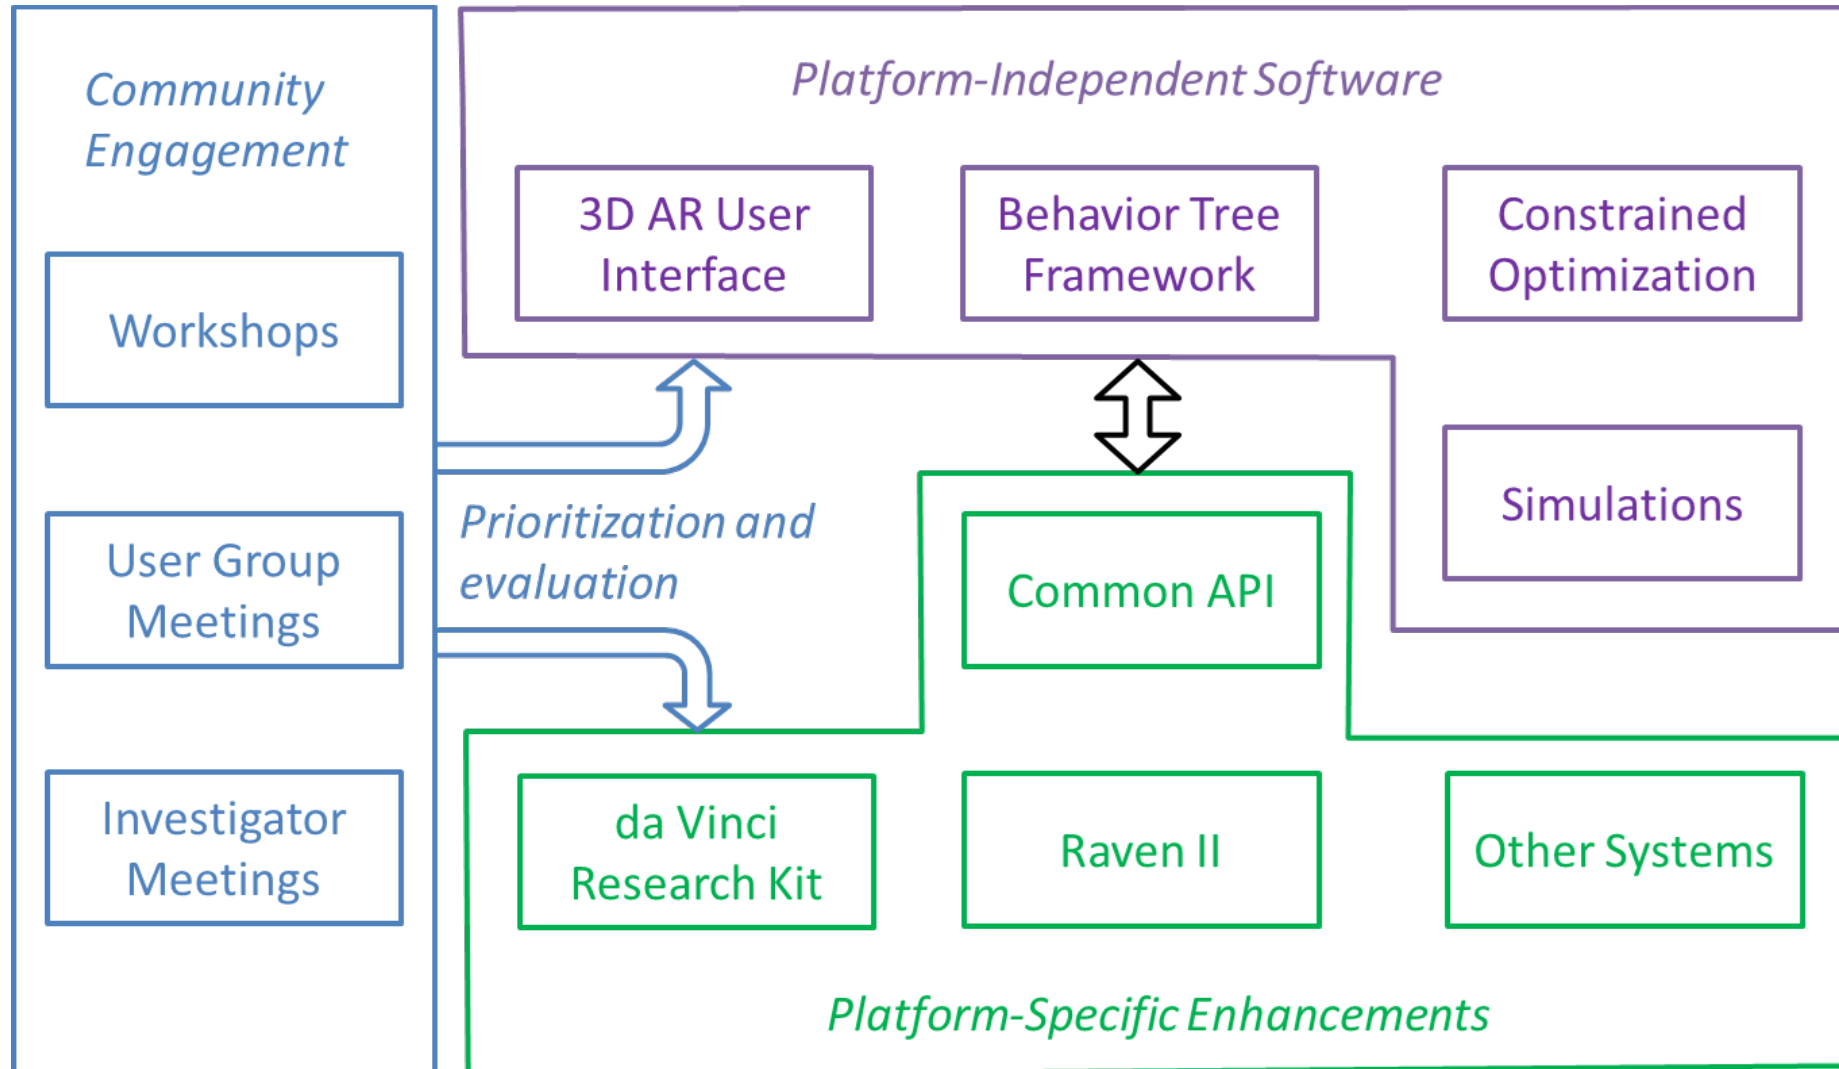 Community
Engagement
Workshops
User Group
Meetings
Investigator
Meetings
Prioritization and
evaluation
Platform-Independent Software
3D AR User
Interface
Behavior Tree
Framework
Constrained
Optimization
Simulations
Common API
da Vinci
Research Kit
Raven II
Other Systems
Platform-Specific Enhancements